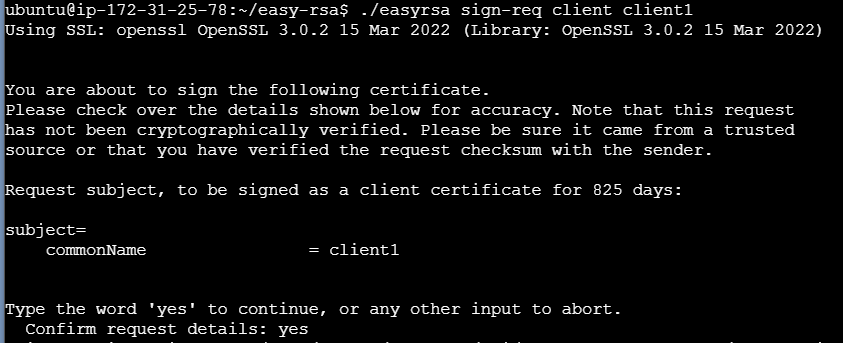 ubuntu@ip-172-31-25-78:~/easy-rsa$ ./easyrsa sign-req client client1
Using SSL: openssl OpenSSL 3.0.2 15 Mar 2022 (Library: OpenSSL 3.0.2 15 Mar 2022)
You are about to sign the following certificate.
Please check over the details shown below for accuracy. Note that this request
has not been cryptographically verified. Please be sure it came from a trusted
source or that you have verified the request checksum with the sender.
Request subject, to be signed as a client certificate for 825 days:
subject=
    commonName                = client1
Type the word 'yes' to continue, or any other input to abort.
  Confirm request details: yes